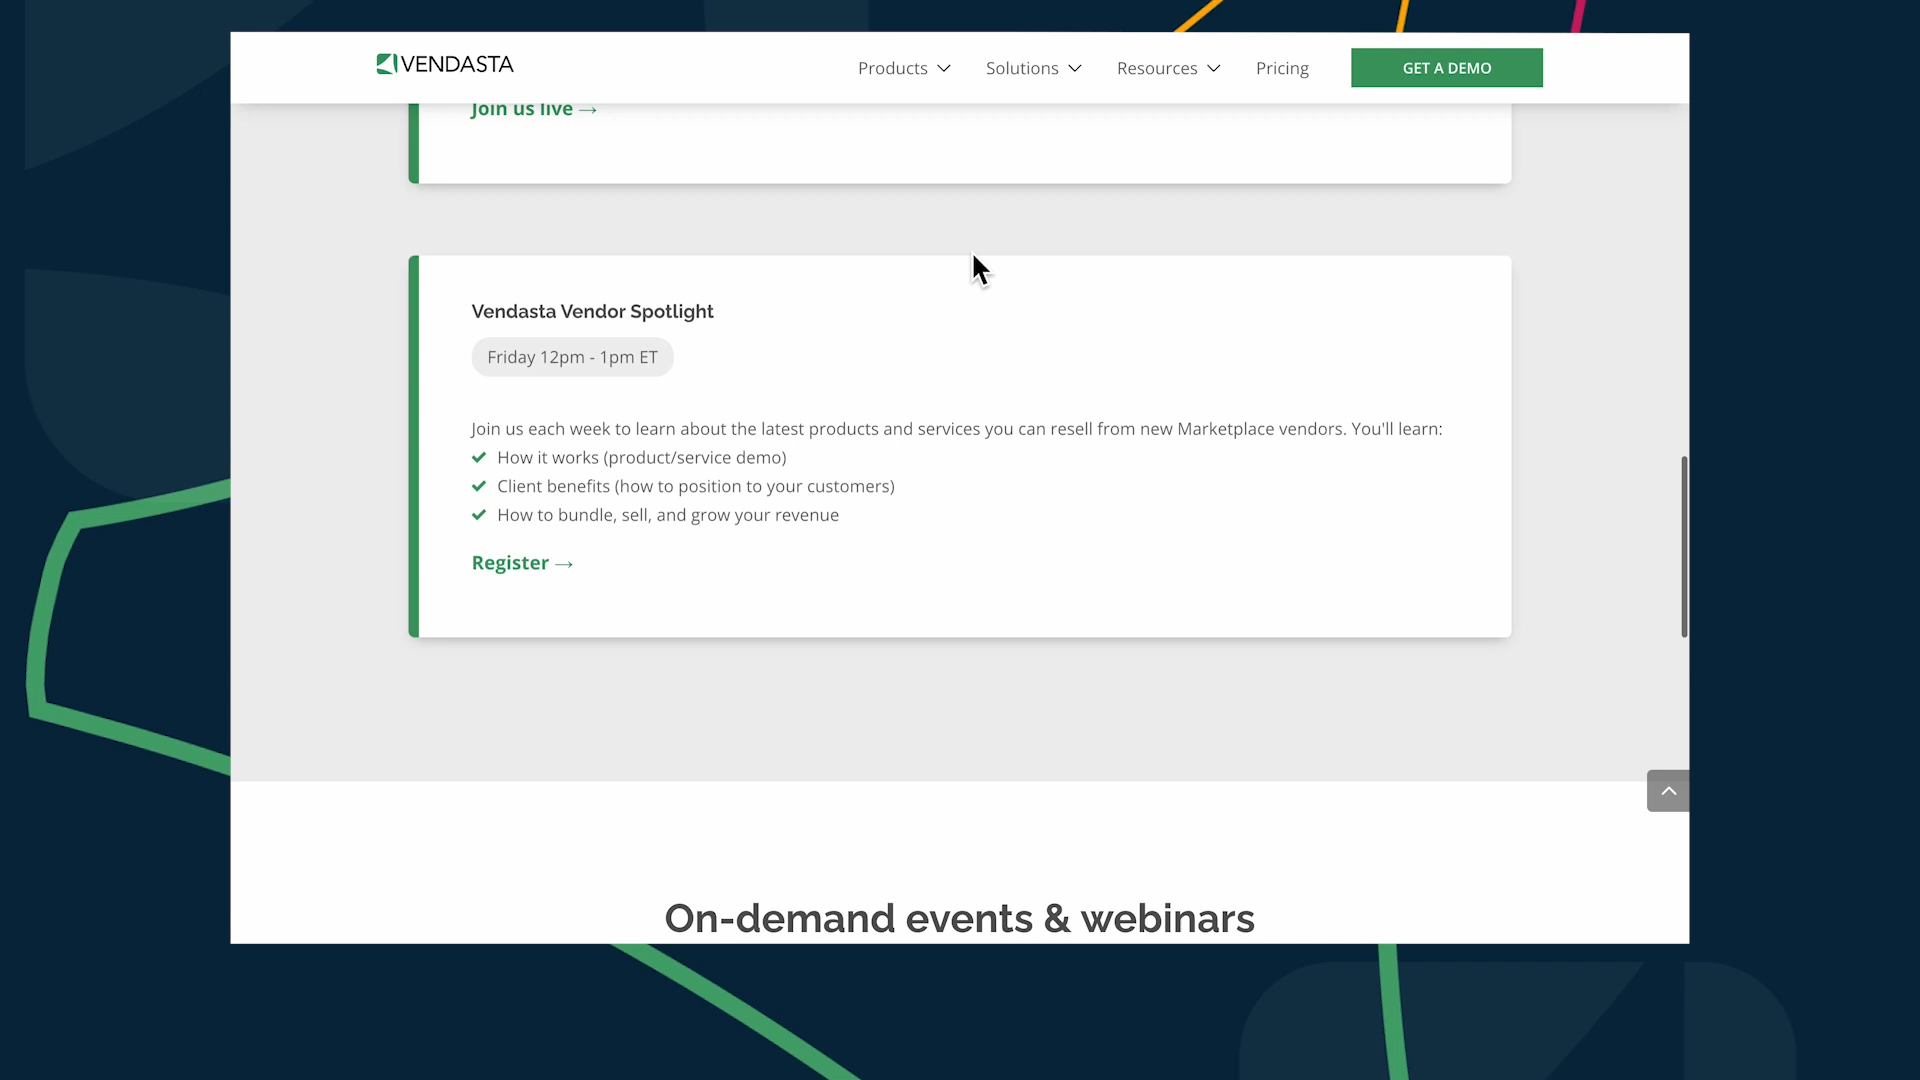 VENDASTA
Products
Solutions
Resources
Pricing
GET A DEMO
Join us live →
Vendasta Vendor Spotlight
Friday 12pm - 1pm ET
Join us each week to learn about the latest products and services you can resell from new Marketplace vendors. You'll learn:
How it works (product/service demo)
Client benefits (how to position to your customers)
How to bundle, sell, and grow your revenue
Register →
On-demand events & webinars